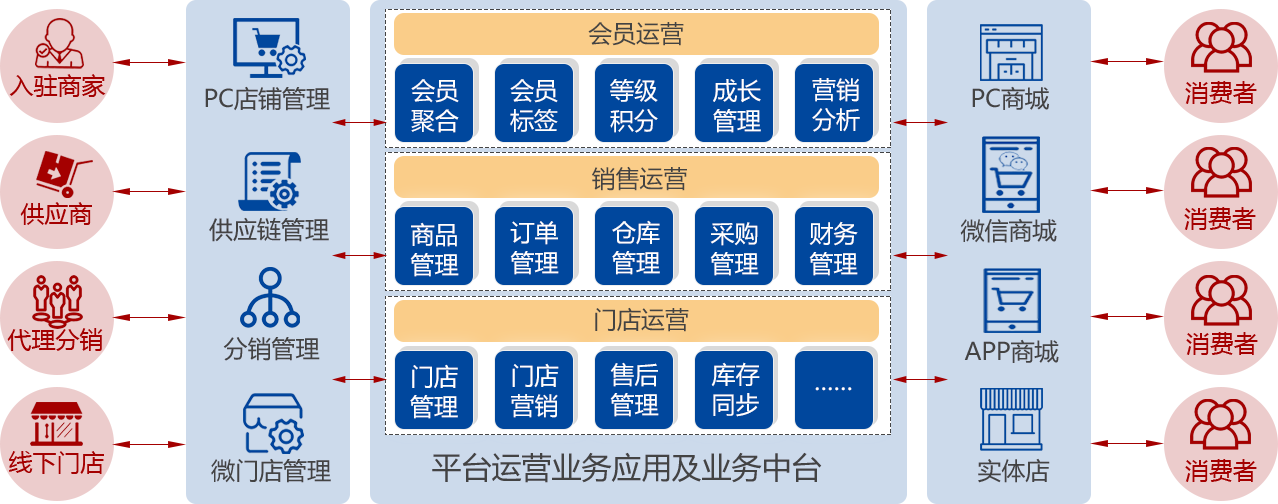 入驻商家
供应商
代理分销
线下门店
PC店铺管理
供应链管理
分销管理
微门店管理
会员运营
会员
聚合
会员
标签
等级
积分
成长
管理
营销
分析
销售运营
商品
管理
订单
管理
仓库
管理
采购
管理
财务
管理
门店运营
门店
管理
门店
营销
售后
管理
库存
同步
......
平台运营业务应用及业务中台
PC商城
微信商城
APP商城
实体店
消费者
消费者
消费者
消费者